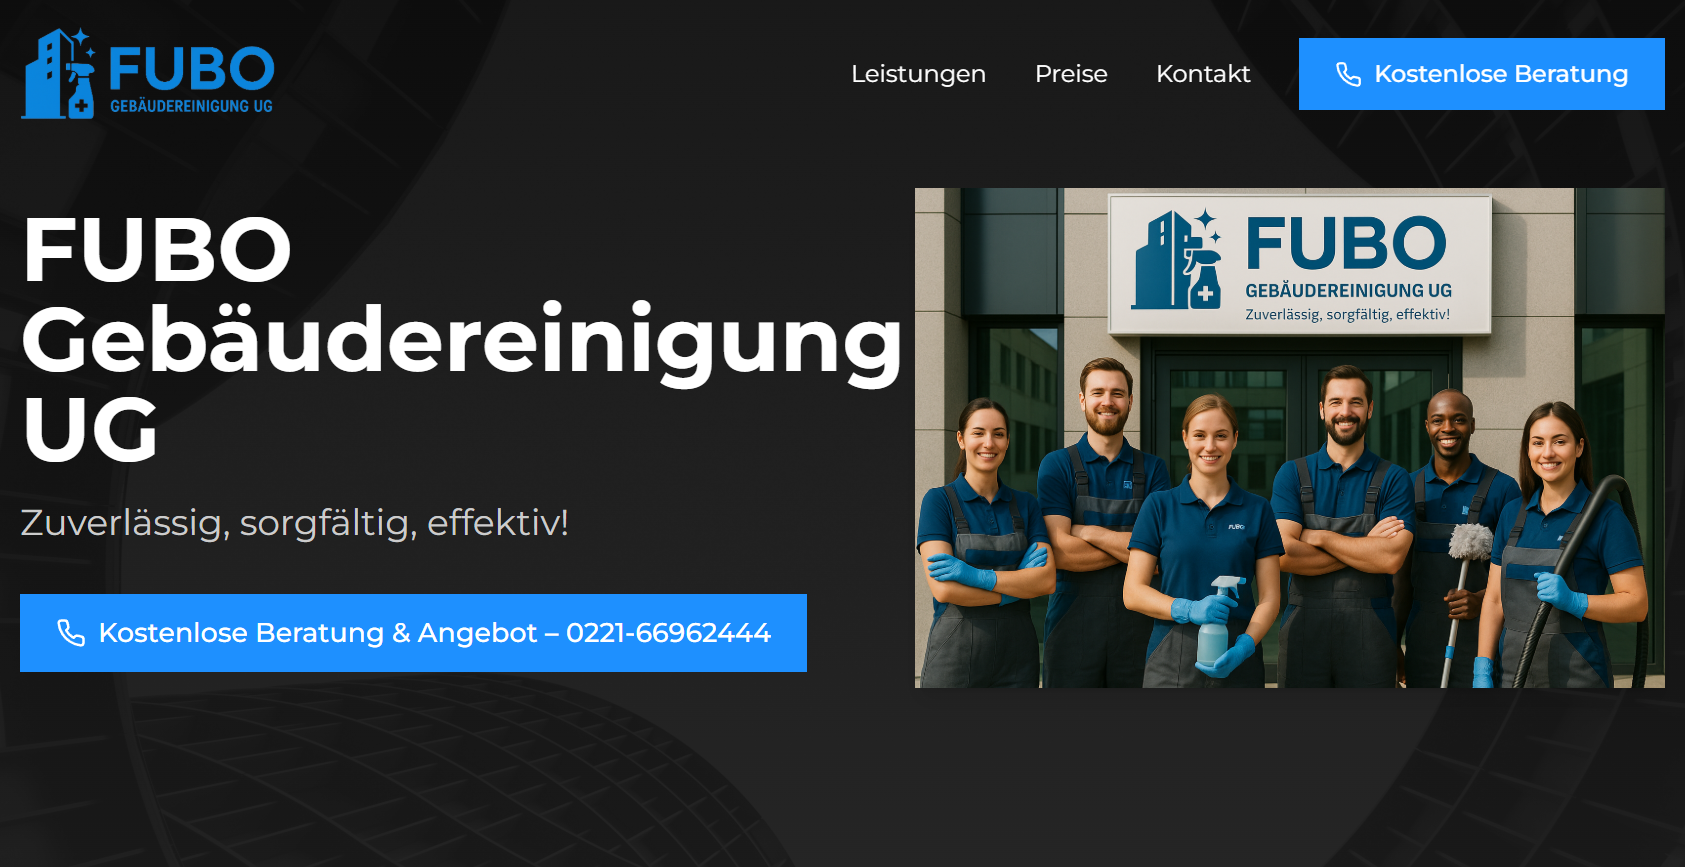 FUBO
GEBÄUDEREINIGUNG UG
Leistungen
Preise
Kontakt
Kostenlose Beratung
FUBO
Gebäudereinigung
UG
Zuverlässig, sorgfältig, effektiv!
Kostenlose Beratung & Angebot – 0221-66962444
FUBO
GEBÄUDEREINIGUNG UG
Zuverlässig, sorgfältig, effektiv!
FUBO